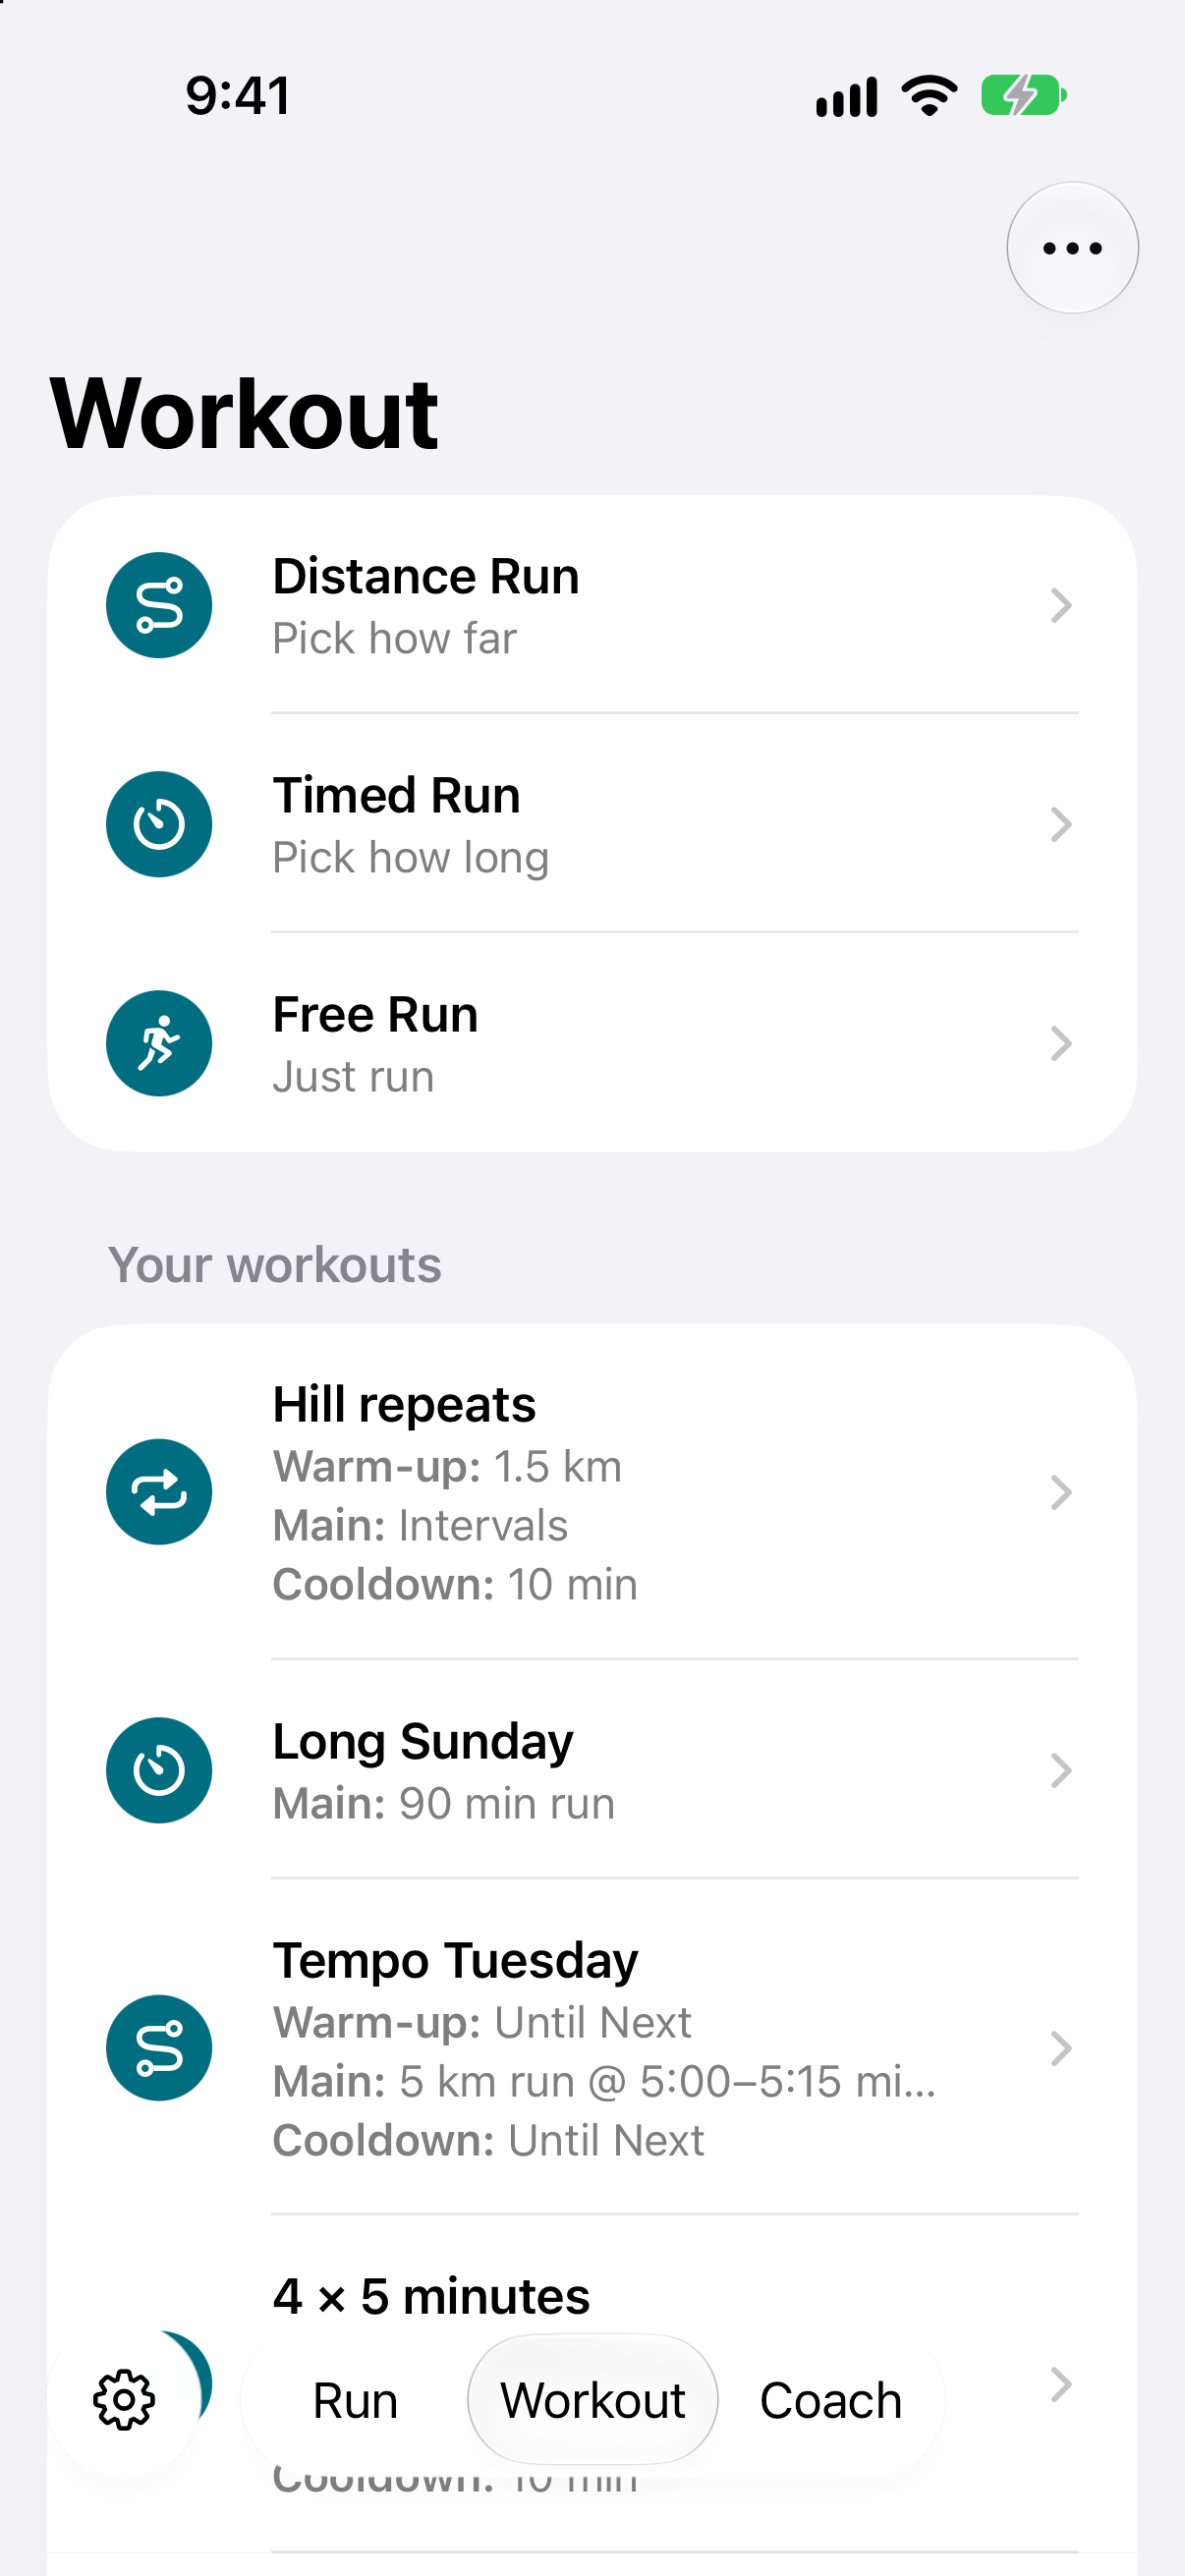 9:41
Workout
Distance Run
Pick how far
Timed Run
Pick how long
Free Run
Just run
Your workouts
Hill repeats
Warm-up: 1.5 km
Main: Intervals
Cooldown: 10 min
Long Sunday
Main: 90 min run
Tempo Tuesday
Warm-up: Until Next
Main: 5 km run @ 5:00–5:15 mi...
Cooldown: Until Next
4 × 5 minutes
Run Workout Coach
Cooldown: 10 min